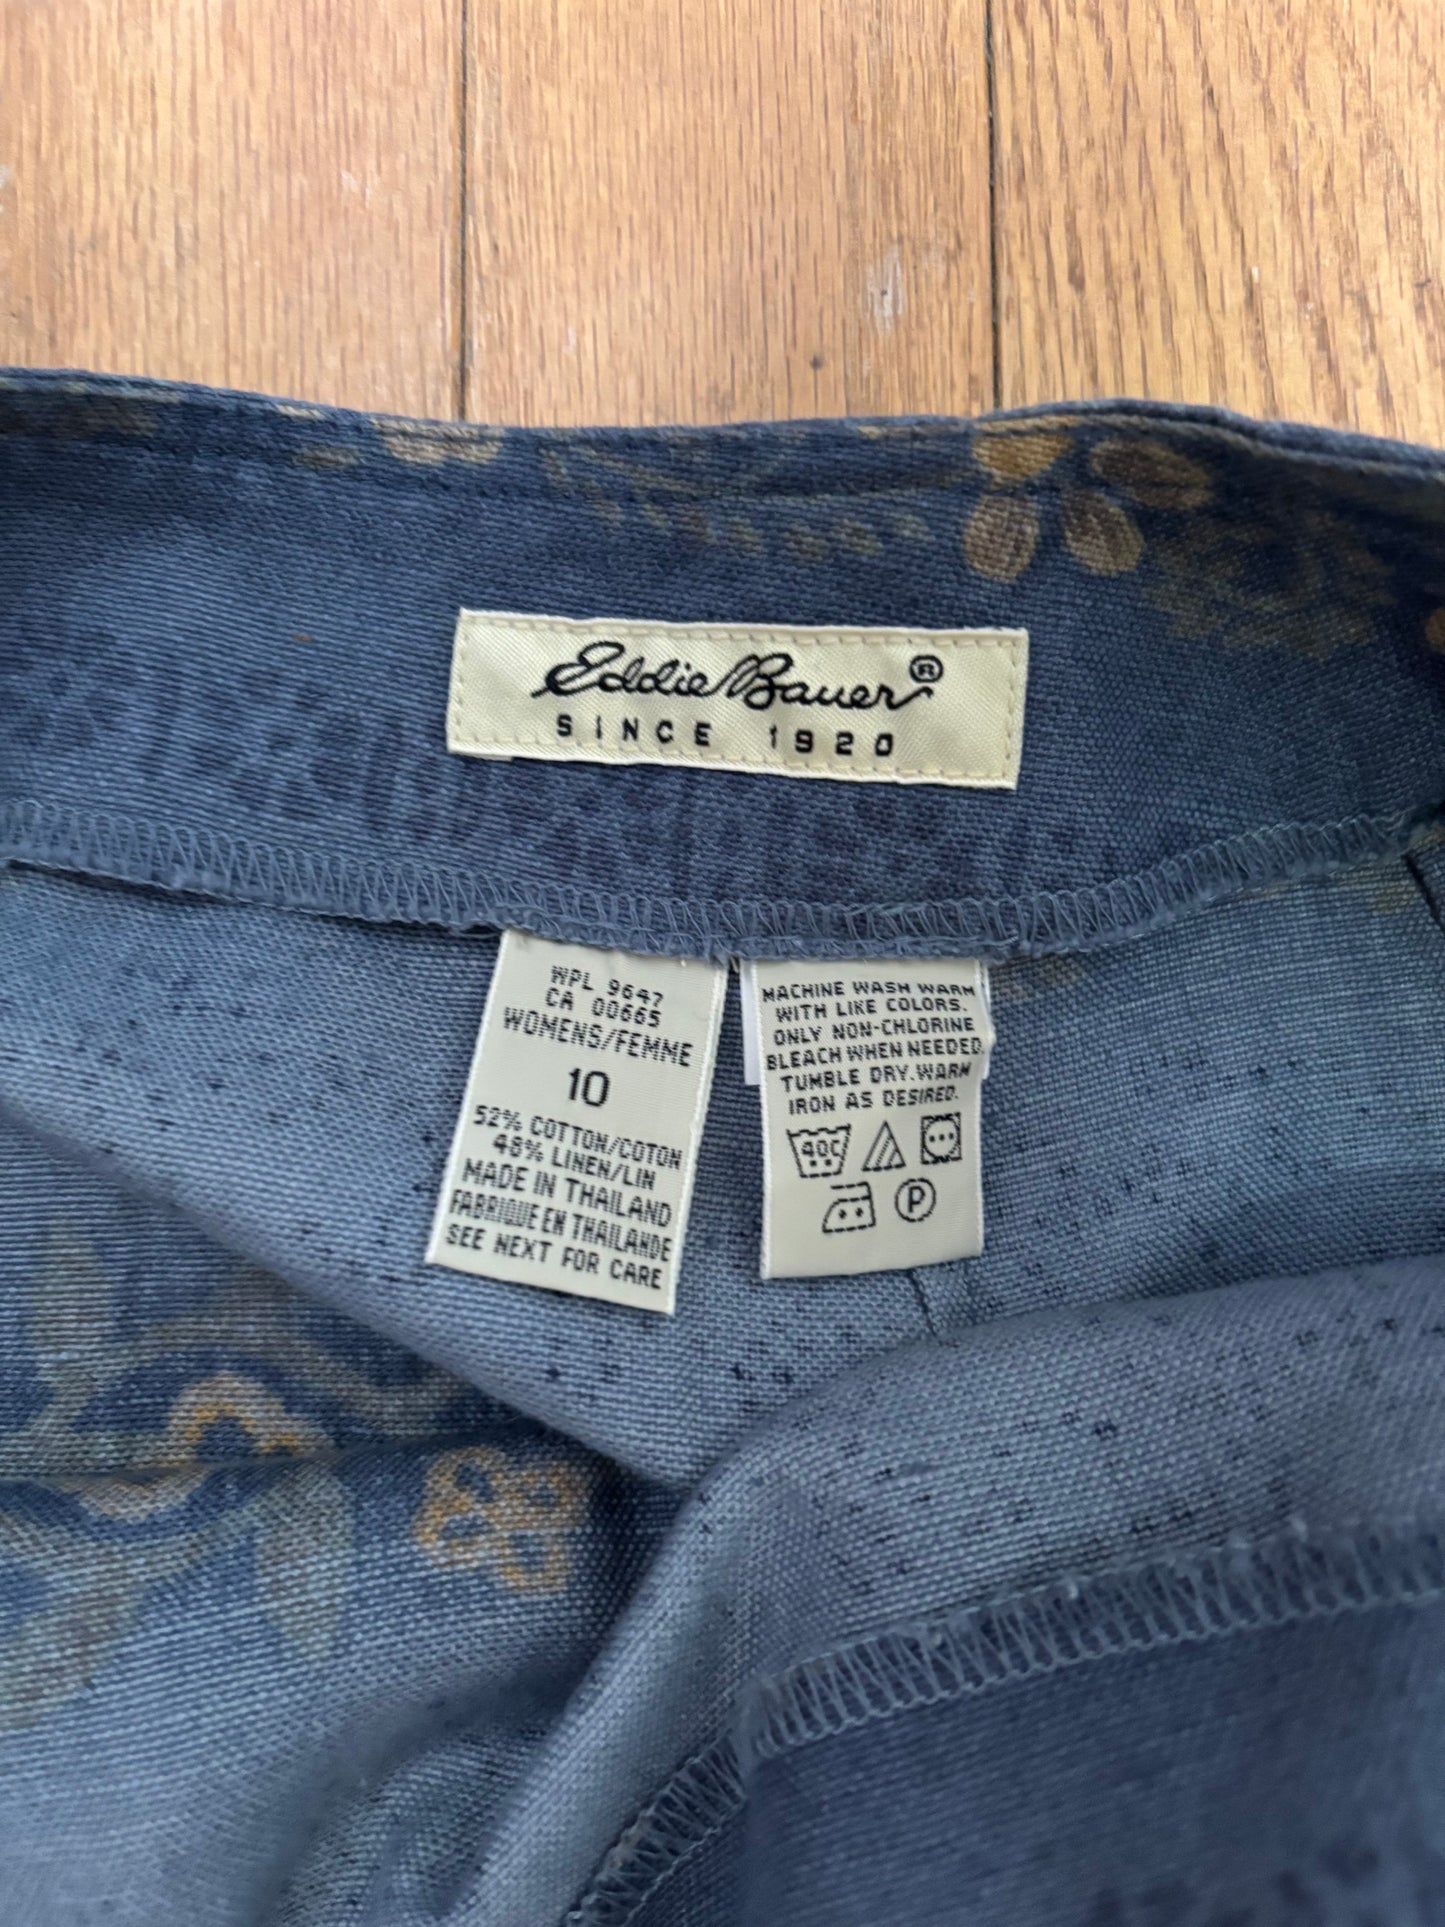 Eddie Bauer®
SINCE 1920
WPL 9647
CA 00665
WOMENS/FEMME
10
52% COTTON/COTON
48% LINEN/LIN
MADE IN THAILAND
FABRIQUE EN THAILANDE
SEE NEXT FOR CARE
MACHINE WASH WARM
WITH LIKE COLORS.
ONLY NON-CHLORINE
BLEACH WHEN NEEDED.
TUMBLE DRY. WARM
IRON AS DESIRED.
40C
P